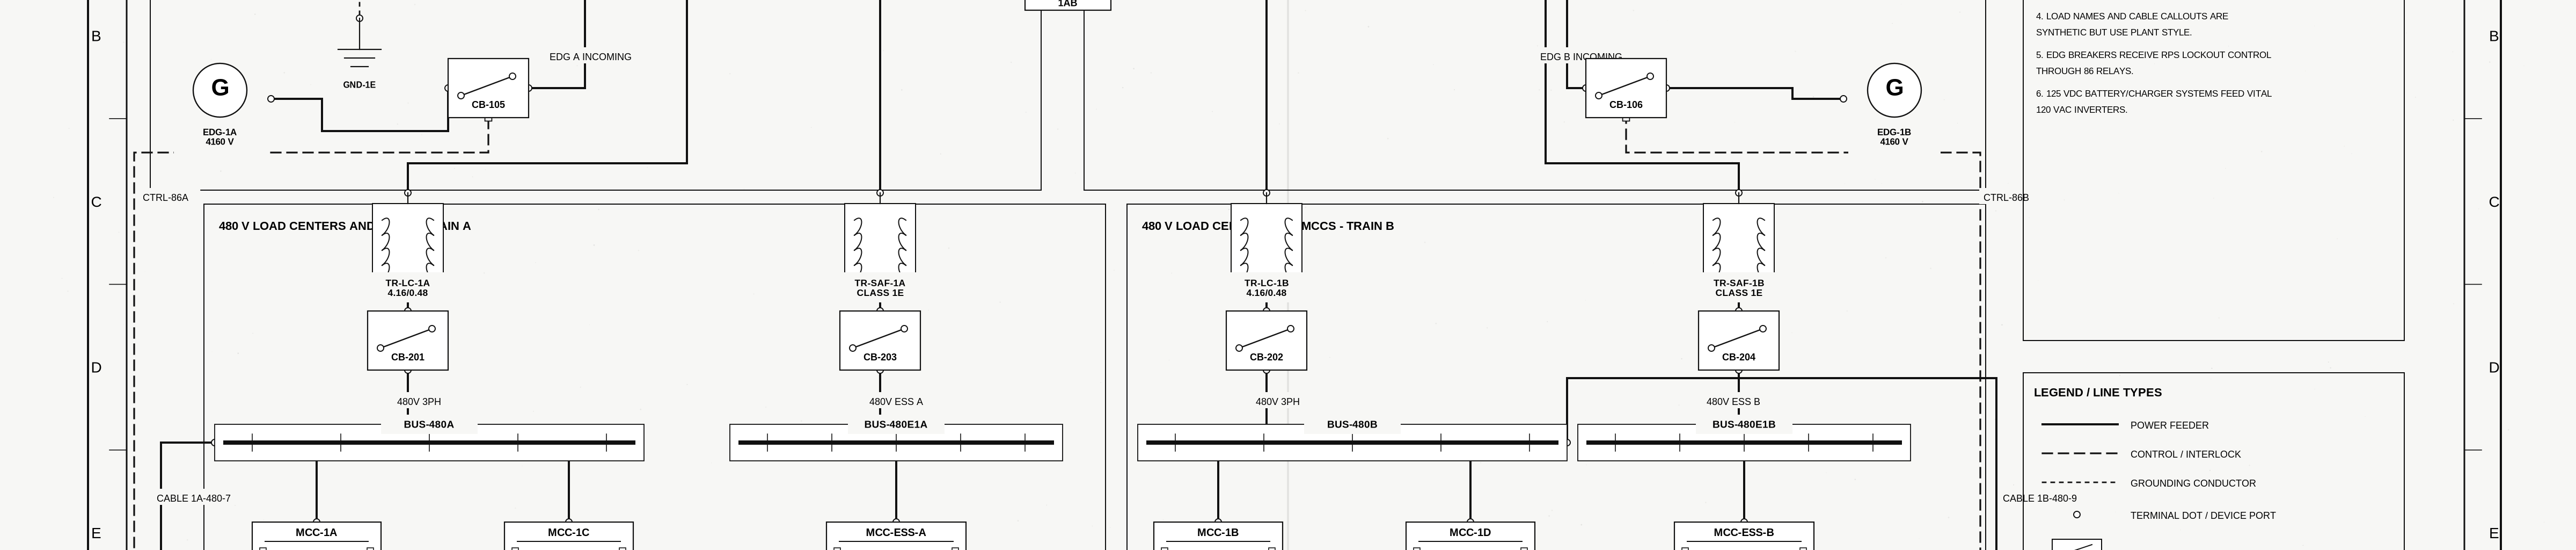 1AB
B
B
4. LOAD NAMES AND CABLE CALLOUTS ARE
SYNTHETIC BUT USE PLANT STYLE.
5. EDG BREAKERS RECEIVE RPS LOCKOUT CONTROL
THROUGH 86 RELAYS.
6. 125 VDC BATTERY/CHARGER SYSTEMS FEED VITAL
120 VAC INVERTERS.
EDG A INCOMING
EDG B INCOMING
GND-1E
G
G
CB-105
CB-106
EDG-1A
4160 V
EDG-1B
4160 V
C
CTRL-86A
CTRL-86B
C
480 V LOAD CENTERS AND AIN A
480 V LOAD CE MCCS - TRAIN B
TR-LC-1A
4.16/0.48
TR-SAF-1A
CLASS 1E
TR-LC-1B
4.16/0.48
TR-SAF-1B
CLASS 1E
CB-201
CB-203
CB-202
CB-204
D
D
LEGEND / LINE TYPES
480V 3PH
480V ESS A
480V 3PH
480V ESS B
BUS-480A
BUS-480E1A
BUS-480B
BUS-480E1B
POWER FEEDER
CONTROL / INTERLOCK
GROUNDING CONDUCTOR
CABLE 1A-480-7
CABLE 1B-480-9
TERMINAL DOT / DEVICE PORT
E
MCC-1A
MCC-1C
MCC-ESS-A
MCC-1B
MCC-1D
MCC-ESS-B
E